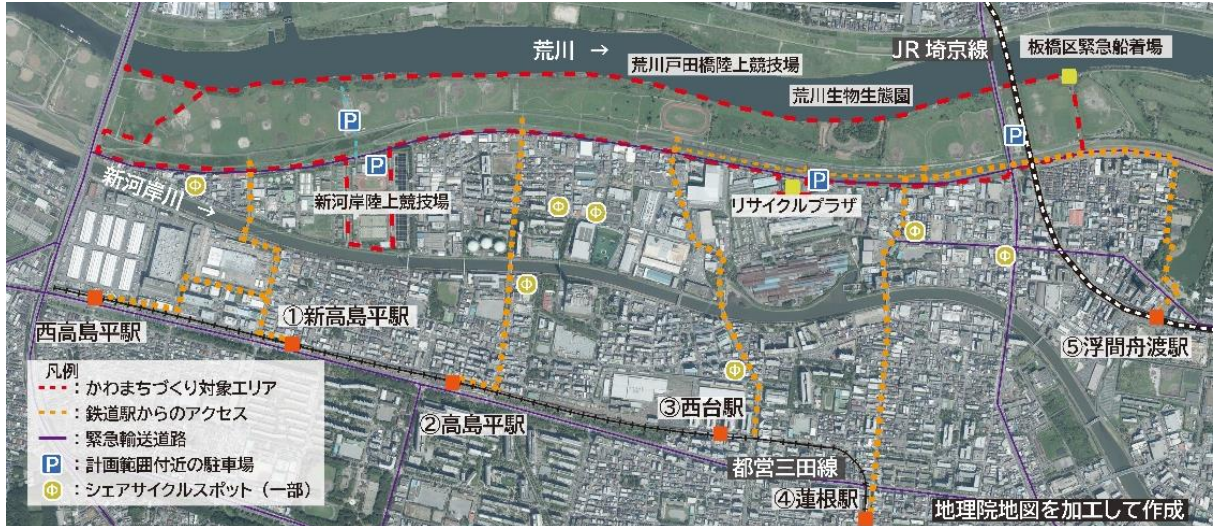 荒川 →
荒川戸田橋陸上競技場
JR埼京線
板橋区緊急船着場
荒川生物生態園
P
P
P
P
新河岸川 →
新河岸陸上競技場
リサイクルプラザ
西高島平駅
①新高島平駅
②高島平駅
③西台駅
④蓮根駅
⑤浮間舟渡駅
都営三田線
凡例
：かわまちづくり対象エリア
：鉄道駅からのアクセス
：緊急輸送道路
P：計画範囲付近の駐車場
：シェアサイクルスポット（一部）
地理院地図を加工して作成